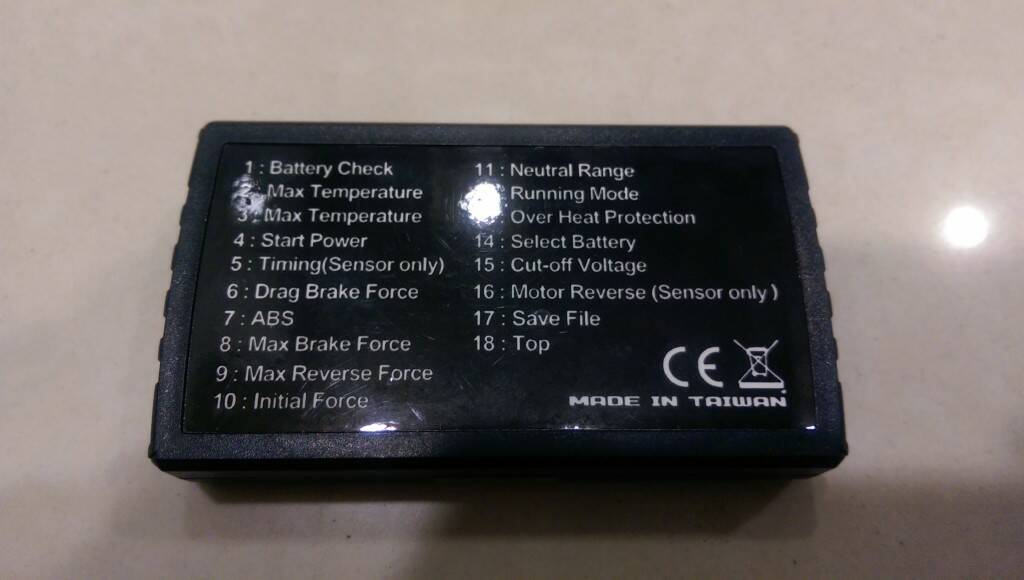 1 : Battery Check
2 : Max Temperature
3 : Max Temperature
4 : Start Power
5 : Timing(Sensor only)
6 : Drag Brake Force
7 : ABS
8 : Max Brake Force
9 : Max Reverse Force
10 : Initial Force
11 : Neutral Range
Running Mode
: Over Heat Protection
14 : Select Battery
15 : Cut-off Voltage
16 : Motor Reverse (Sensor only)
17 : Save File
18 : Top
CE
MADE IN TAIWAN